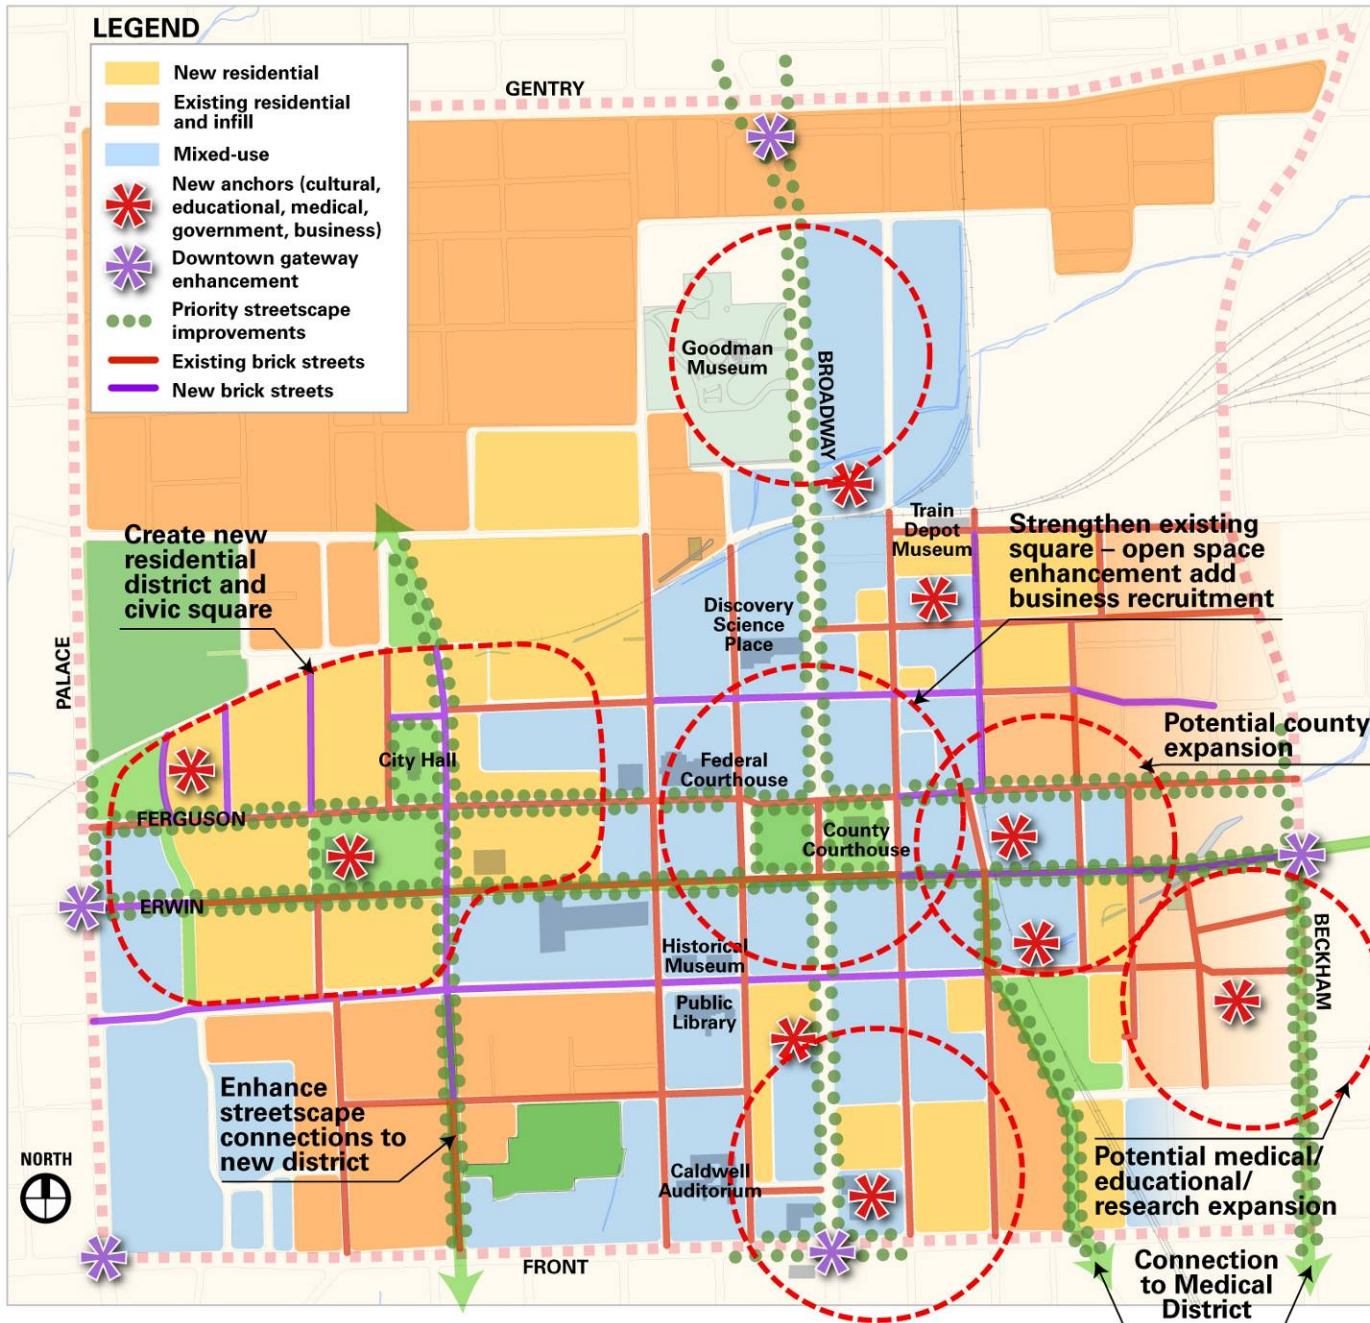 LEGEND
New residential
Existing residential
and infill
Mixed-use
New anchors (cultural,
educational, medical,
government, business)
Downtown gateway
enhancement
Priority streetscape
improvements
Existing brick streets
New brick streets
GENTRY
Goodman
Museum
BROADWAY
Train
Depot
Museum
Create new
residential
district and
civic square
Strengthen existing
square – open space
enhancement add
business recruitment
Discovery
Science
Place
PALACE
Potential county
expansion
City Hall
Federal
Courthouse
FERGUSON
County
Courthouse
ERWIN
Historical
Museum
BECKHAM
Public
Library
Enhance
streetscape
connections to
new district
NORTH
Caldwell
Auditorium
Potential medical/
educational/
research expansion
FRONT
Connection
to Medical
District